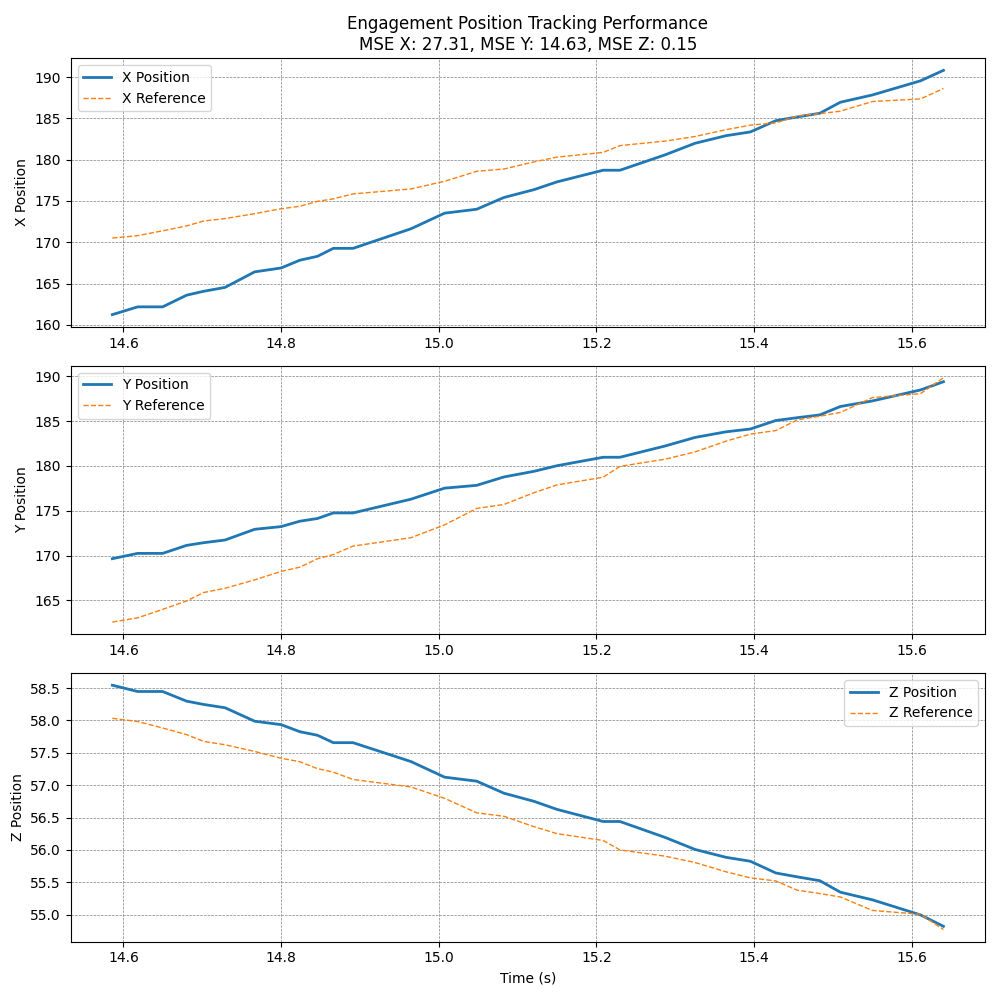 Engagement Position Tracking Performance
MSE X: 27.31, MSE Y: 14.63, MSE Z: 0.15
X Position
190
185
180
175
170
165
160
X Position
X Reference
14.6 14.8 15.0 15.2 15.4 15.6
Y Position
190
185
180
175
170
165
Y Position
Y Reference
14.6 14.8 15.0 15.2 15.4 15.6
Z Position
58.5
58.0
57.5
57.0
56.5
56.0
55.5
55.0
Z Position
Z Reference
14.6 14.8 15.0 15.2 15.4 15.6
Time (s)